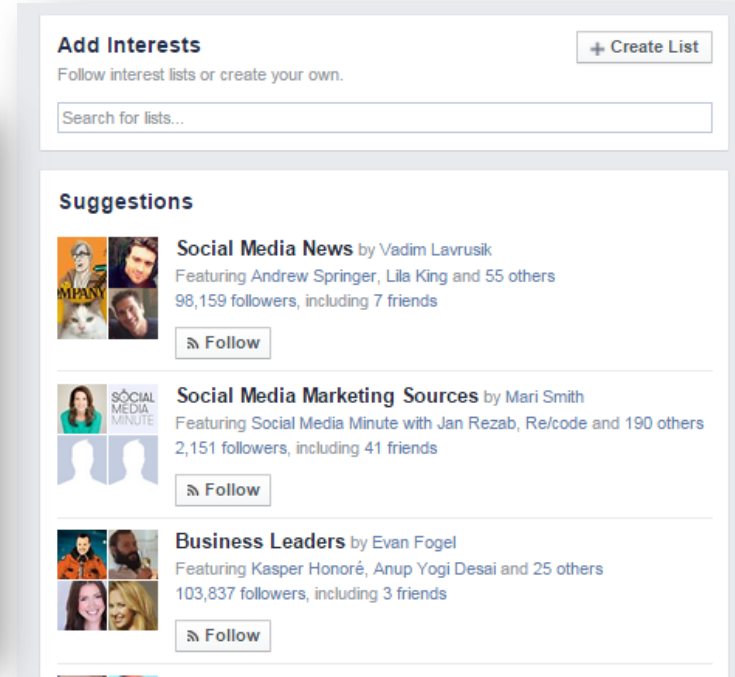 Add Interests
+ Create List
Follow interest lists or create your own.
Search for lists...
Suggestions
Social Media News by Vadim Lavrusik
Featuring Andrew Springer, Lila King and 55 others
98,159 followers, including 7 friends
Follow
OMPANY
Social Media Marketing Sources by Mari Smith
Featuring Social Media Minute with Jan Rezab, Re/code and 190 others
2,151 followers, including 41 friends
Follow
SOCIAL
MEDIA
MINUTE
Business Leaders by Evan Fogel
Featuring Kasper Honoré, Anup Yogi Desai and 25 others
103,837 followers, including 3 friends
Follow